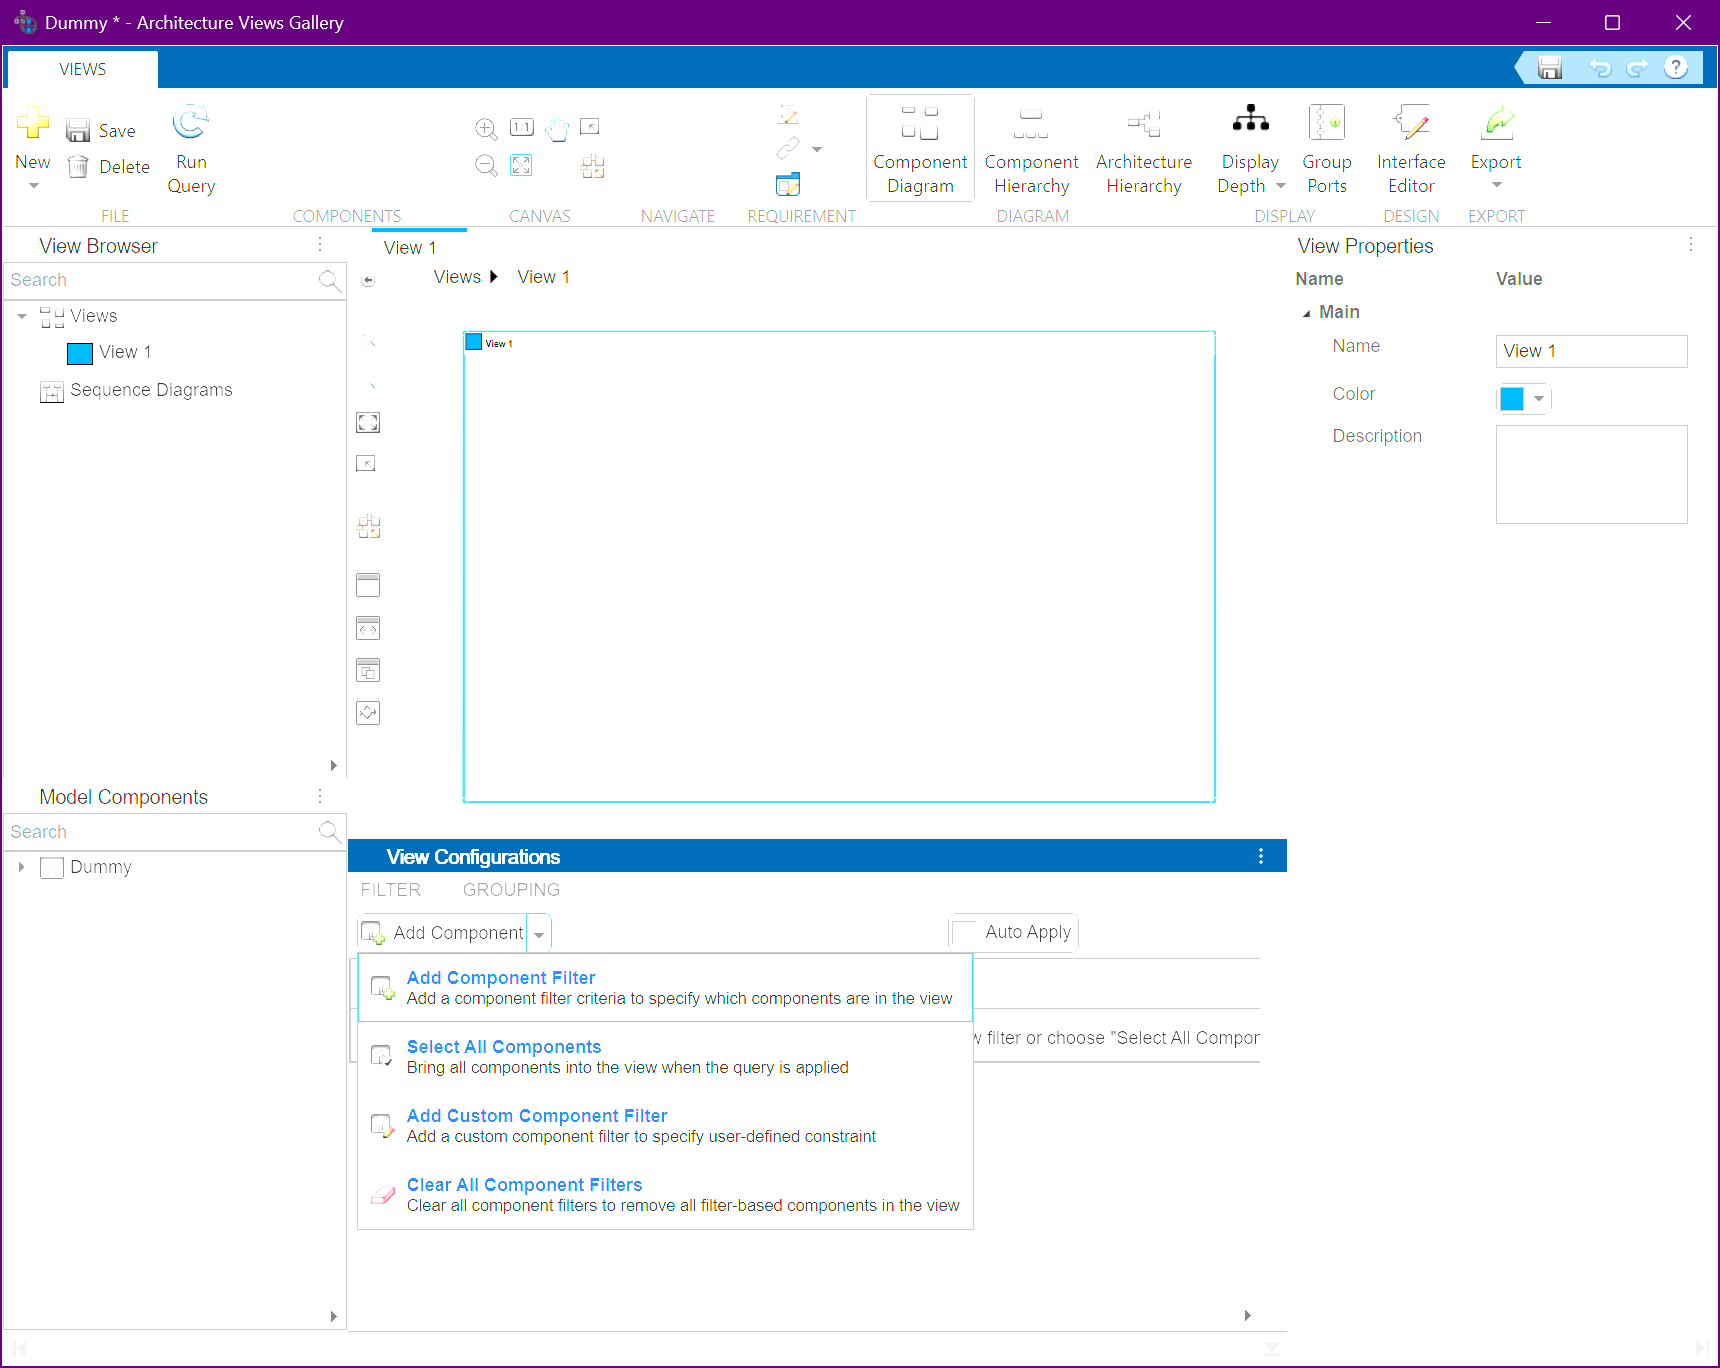 Dummy * - Architecture Views Gallery
VIEWS
New
Save
Delete
Run
Query
1:1
Component
Diagram
Component
Hierarchy
Architecture
Hierarchy
Display
Depth
Group
Ports
Interface
Editor
Export
FILE
COMPONENTS
CANVAS
NAVIGATE
REQUIREMENT
DIAGRAM
DISPLAY
DESIGN
EXPORT
View Browser
Search
Views
View 1
Sequence Diagrams
Model Components
Search
Dummy
View 1
Views
View 1
View 1
View Configurations
FILTER
GROUPING
Add Component
Auto Apply
Add Component Filter
Add a component filter criteria to specify which components are in the view
Select All Components
Bring all components into the view when the query is applied
Add Custom Component Filter
Add a custom component filter to specify user-defined constraint
Clear All Component Filters
Clear all component filters to remove all filter-based components in the view
filter or choose "Select All Compor
View Properties
Name
Value
Main
Name
View 1
Color
Description